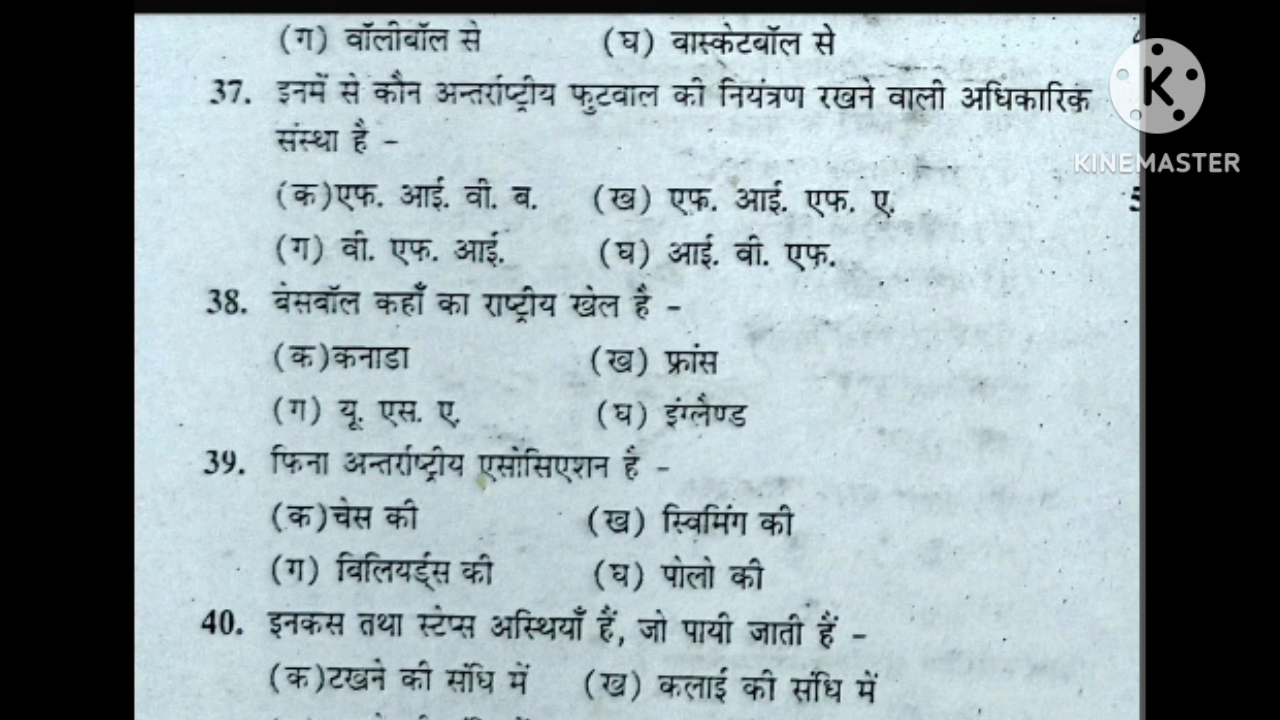 (ग) वॉलीबॉल से (घ) वास्केटबॉल से
37. इनमें से कौन अन्तर्राष्ट्रीय फुटवाल की नियंत्रण रखने वाली अधिकारिक
संस्था है -
(क)एफ. आई. वी. ब. (ख) एफ. आई. एफ. ए.
(ग) वी. एफ. आई. (घ) आई. वी. एफ.
38. बेसबॉल कहाँ का राष्ट्रीय खेल है -
(क)कनाडा (ख) फ्रांस
(ग) यू. एस. ए. (घ) इंग्लैण्ड
39. फिना अन्तर्राष्ट्रीय एसोसिएशन है -
(क)चेस की (ख) स्विमिंग की
(ग) बिलियर्ड्स की (घ) पोलो की
40. इनकस तथा स्टेप्स अस्थियाँ हैं, जो पायी जाती हैं -
(क)टखने की संधि में (ख) कलाई की संधि में
K
KINEMASTER